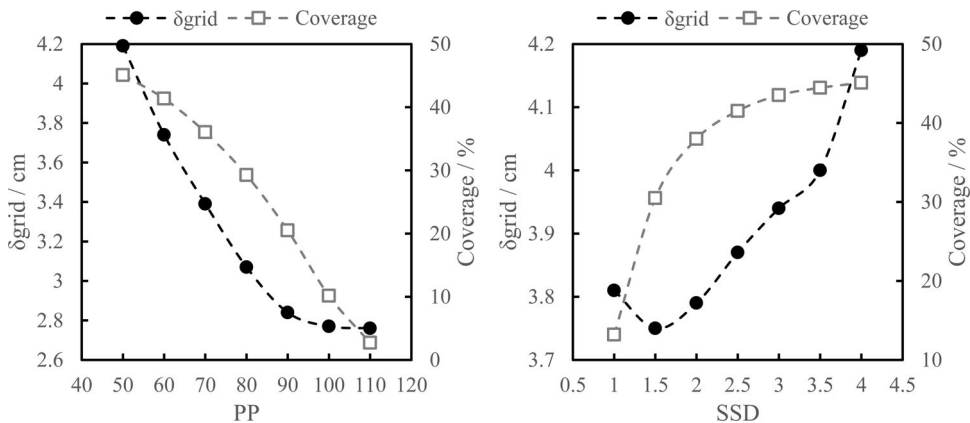 δgrid Coverage
4.2 50
4
3.8 40
3.6
3.4 30
3.2 20
3
2.8 10
2.6 0
40 50 60 70 80 90 100 110 120
PP
δgrid / cm
Coverage / %
δgrid Coverage
4.2 50
4.1 40
4
3.9 30
3.8 20
3.7 10
0.5 1 1.5 2 2.5 3 3.5 4 4.5
SSD
δgrid / cm
Coverage / %